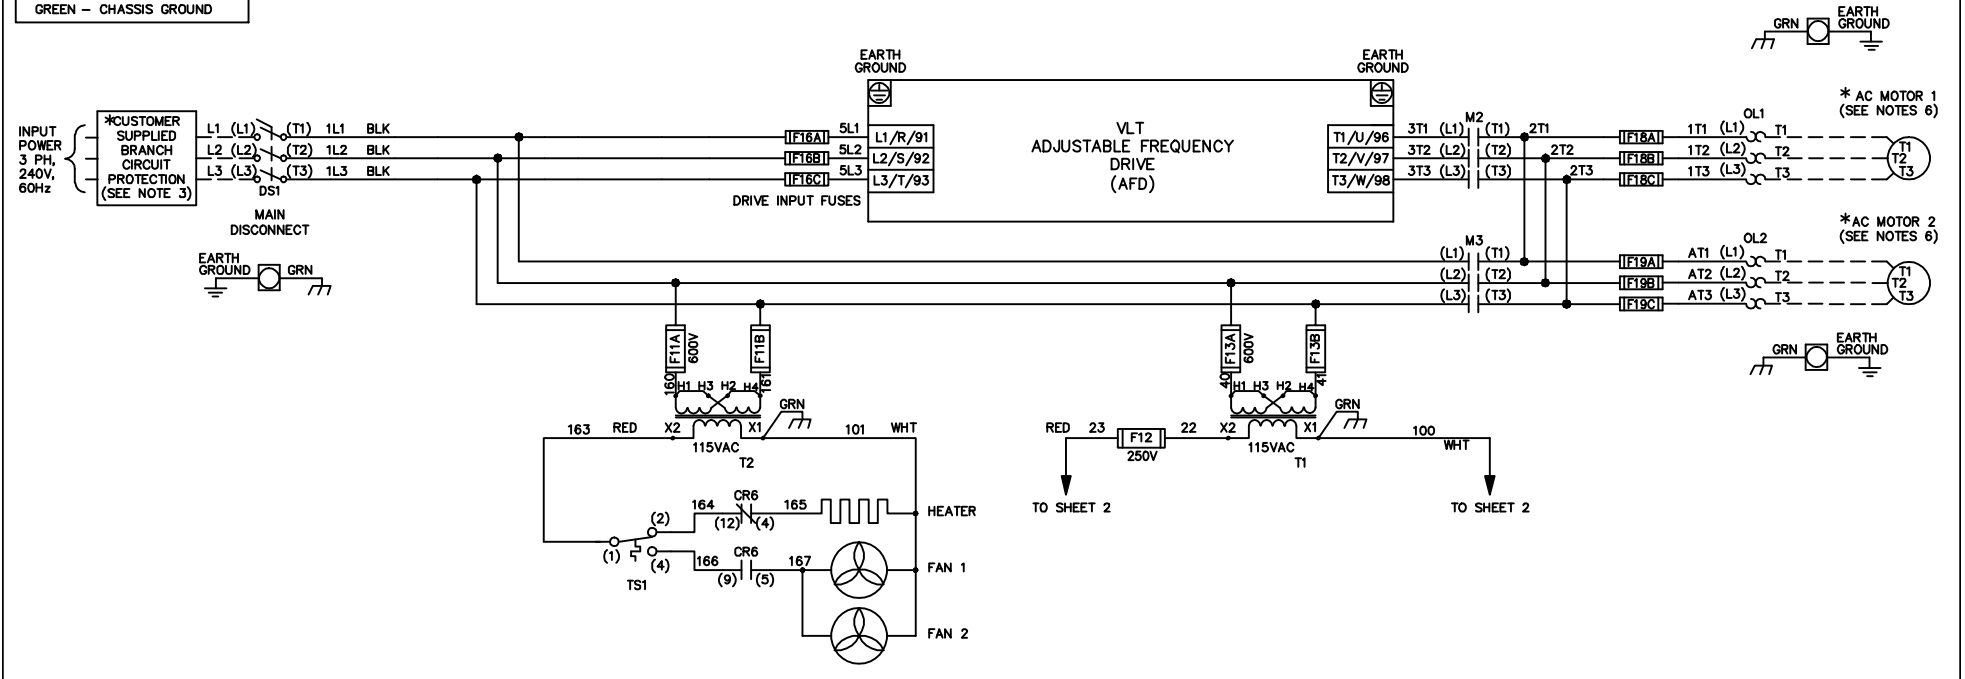 GREEN – CHASSIS GROUND
GRN
EARTH
GROUND
EARTH
GROUND
EARTH
GROUND
* AC MOTOR 1
(SEE NOTES 6)
INPUT
POWER
3 PH,
240V,
60Hz
*CUSTOMER
SUPPLIED
BRANCH
CIRCUIT
PROTECTION
(SEE NOTE 3)
L1 (L1) (T1) 1L1 BLK
L2 (L2) (T2) 1L2 BLK
L3 (L3) (T3) 1L3 BLK
DS1
MAIN
DISCONNECT
F16A 5L1 L1/R/91
F16B 5L2 L2/S/92
F16C 5L3 L3/T/93
DRIVE INPUT FUSES
VLT
ADJUSTABLE FREQUENCY
DRIVE
(AFD)
M2
OL1
T1/U/96 3T1 (L1) (T1) 2T1 F18A 1T1 (L1) T1
T2/V/97 3T2 (L2) (T2) 2T2 F18B 1T2 (L2) T2
T3/W/98 3T3 (L3) (T3) 2T3 F18C 1T3 (L3) T3
T1
T2
T3
EARTH
GROUND
GRN
*AC MOTOR 2
(SEE NOTES 6)
M3
OL2
(L1) (T1) F19A AT1 (L1) T1
(L2) (T2) F19B AT2 (L2) T2
(L3) (T3) F19C AT3 (L3) T3
T1
T2
T3
GRN
EARTH
GROUND
F11A
600V
F11B
160
161
H1 H3 H2 H4
GRN
163 RED X2 X1 101 WHT
115VAC
T2
F13A
600V
F13B
40
41
H1 H3 H2 H4
GRN
RED 23 F12 22 X2 X1 100
WHT
250V
115VAC
T1
TO SHEET 2
TO SHEET 2
CR6
164 165
(12) (4)
HEATER
(2)
(1)
(4)
TS1
CR6
166 167
(9) (5)
FAN 1
FAN 2